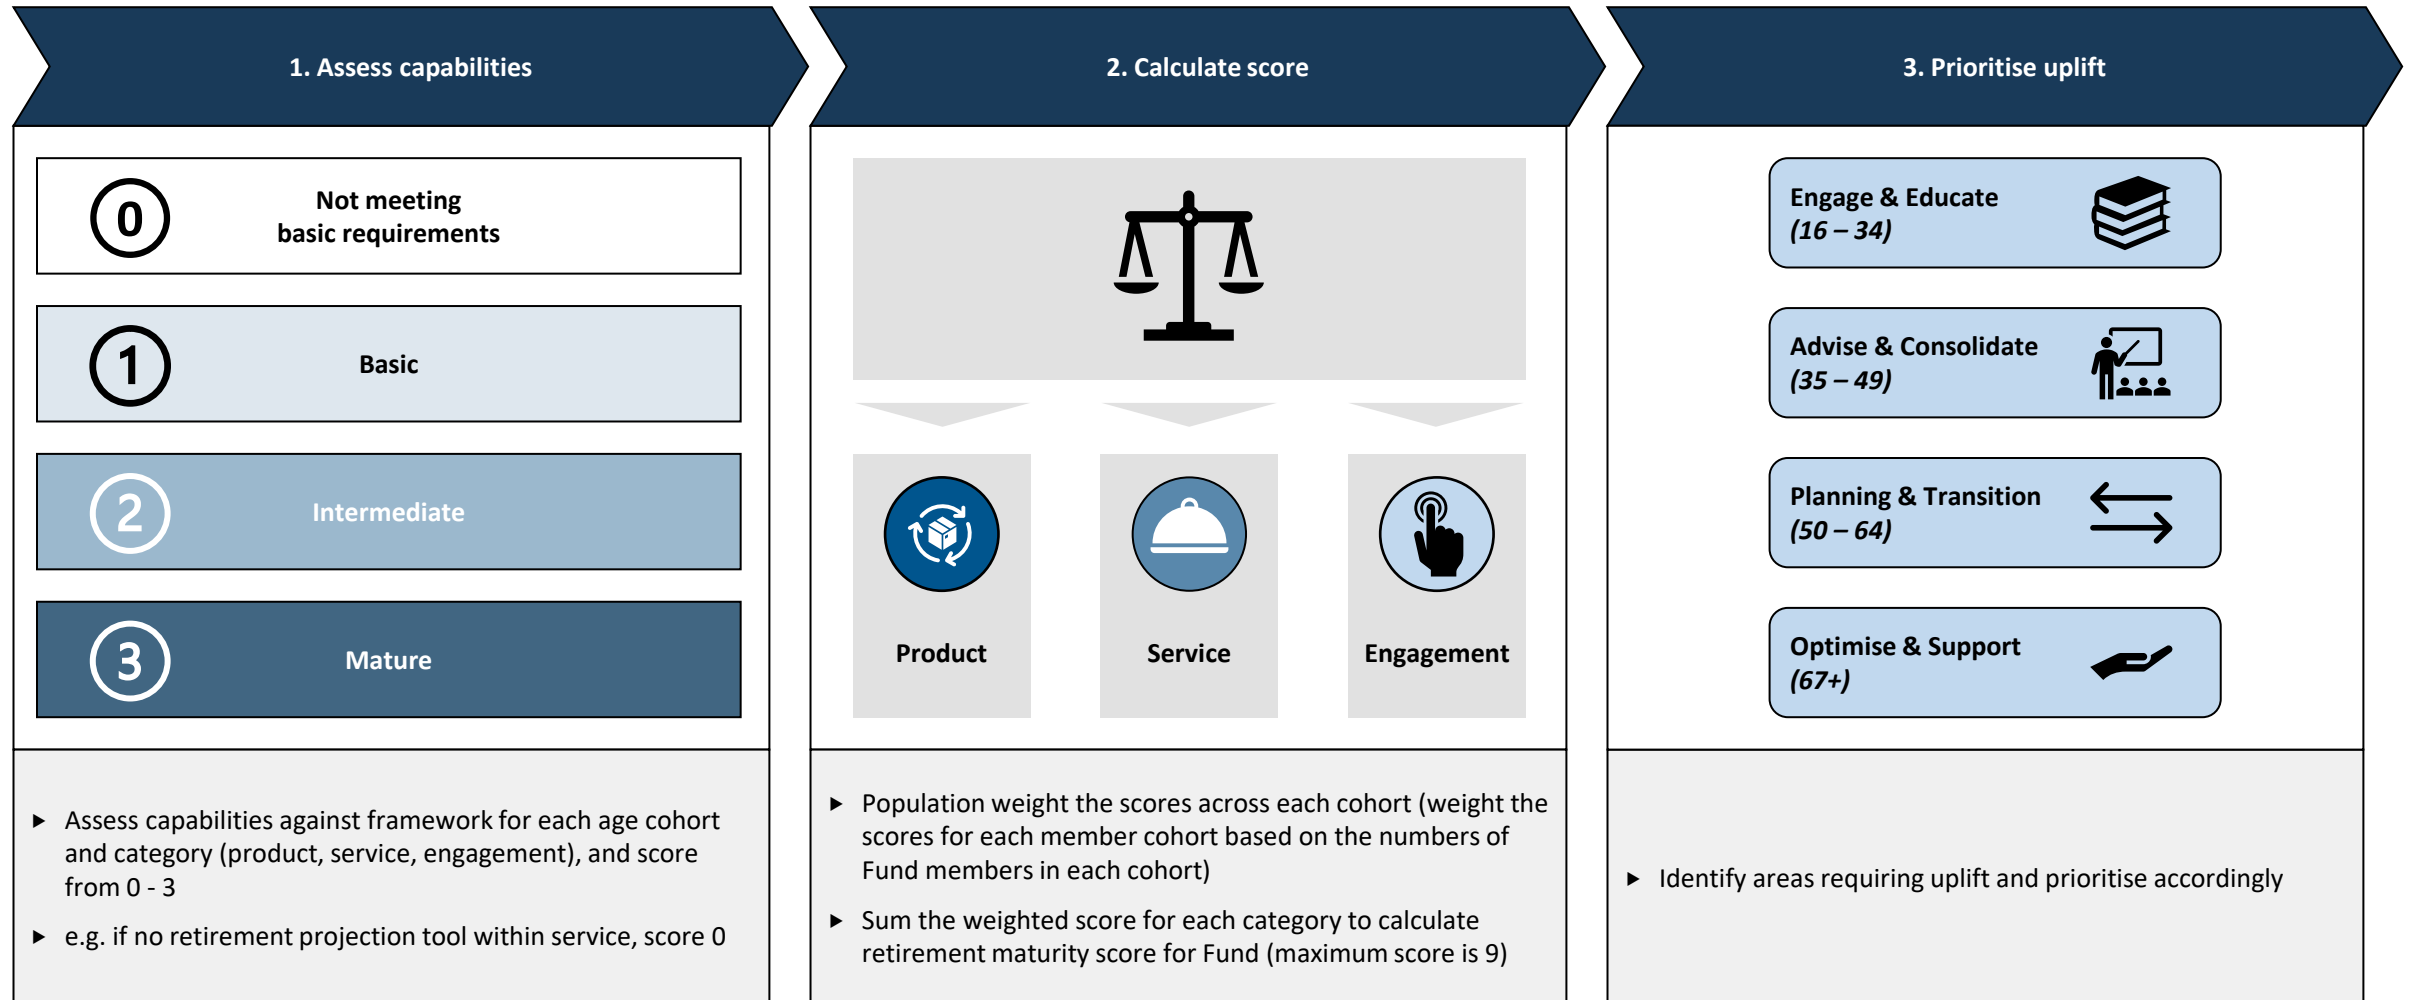 1. Assess capabilities
0
Not meeting
basic requirements
1
Basic
2
Intermediate
3
Mature
▶ Assess capabilities against framework for each age cohort
and category (product, service, engagement), and score
from 0 - 3
▶ e.g. if no retirement projection tool within service, score 0
2. Calculate score
Product
Service
Engagement
▶ Population weight the scores across each cohort (weight the
scores for each member cohort based on the numbers of
Fund members in each cohort)
▶ Sum the weighted score for each category to calculate
retirement maturity score for Fund (maximum score is 9)
3. Prioritise uplift
Engage & Educate
(16 – 34)
Advise & Consolidate
(35 – 49)
Planning & Transition
(50 – 64)
Optimise & Support
(67+)
▶ Identify areas requiring uplift and prioritise accordingly